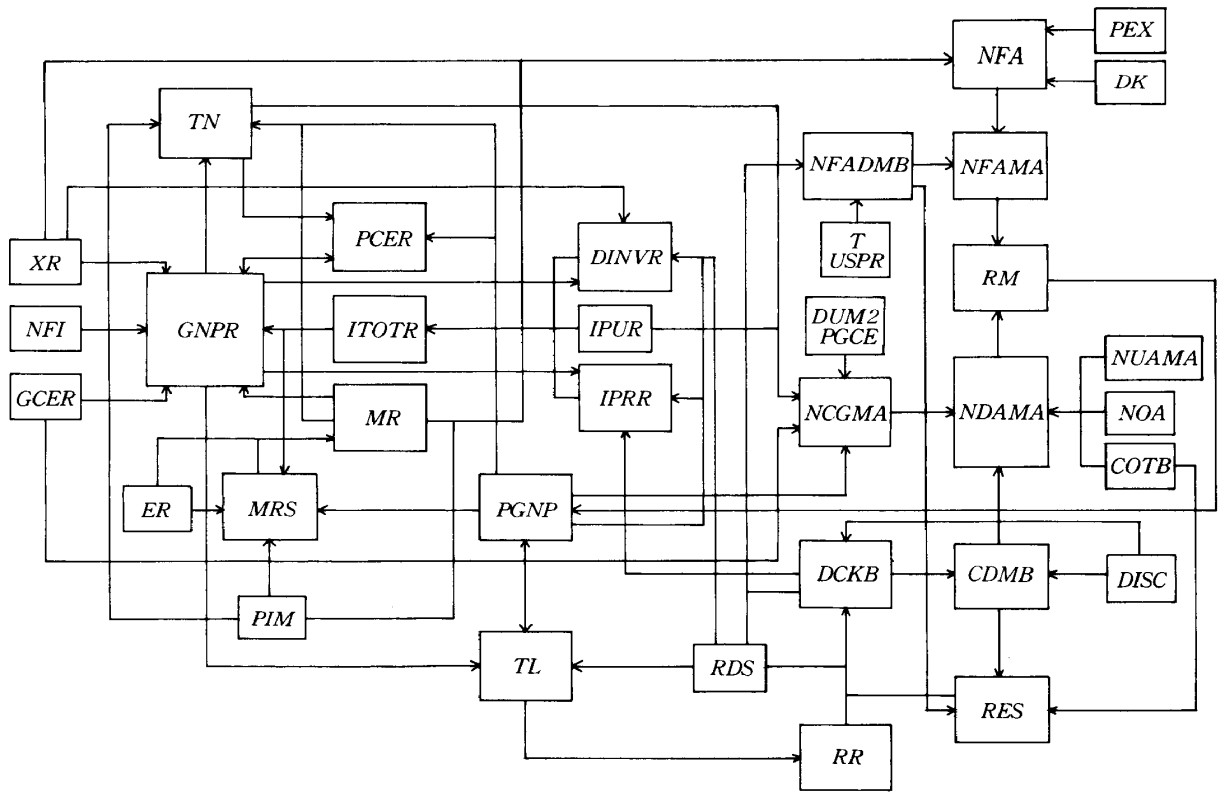 PEX
NFA
DK
TN
NFADMB
NFAMA
T
USPR
XR
PCER
DINVR
RM
NFI
GNPR
ITOTR
IPUR
DUM2
PGCE
NUAMA
GCER
MR
IPRR
NCGMA
NDAMA
NOA
COTB
ER
MRS
PGNP
DCKB
CDMB
DISC
PIM
TL
RDS
RES
RR